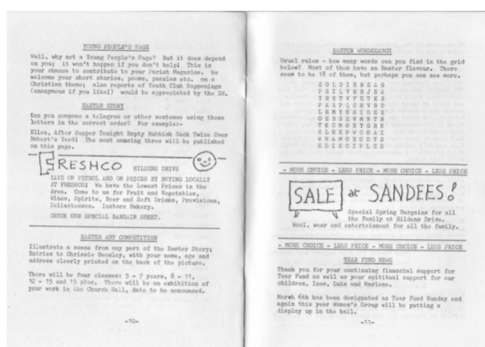 YOUNG PEOPLE'S PAGE
Well, why not a Young People's Page? But it does depend
on you; it won't happen if you don't help! This is
your chance to contribute to your Parish Magazine. We
welcome your short stories, poems, puzzles etc. on a
Christian theme; also reports of Youth Club Happenings
(anonymous if you like!) would be appreciated by the Ed.
EASTER STORY
Can you compose a telegram or other sentence using these
letters in the correct order? For example:-
Ellen, After Supper Tonight Empty Rubbish Sack Twice Over
Robert's Yard! The most amusing three will be published
on this page.
FRESHCO HILDENS DRIVE
SAVE ON PETROL AND ON PRICES BY BUYING LOCALLY
AT FRESHCO! We have the Lowest Prices in the
Area. Come to us for Fruit and Vegetables,
Wines, Spirits, Beer and Soft Drinks, Provisions,
Delicatessen. Instore Bakery.
CHECK OUR SPECIAL BARGAIN BASKET.
EASTER ART COMPETITION
Illustrate a scene from any part of the Easter Story;
Entries to Chrissie Beesley, with your name, age and
address clearly printed on the back of the picture.
There will be four classes: 5 - 7 years, 8 - 11,
12 - 15 and 15 plus. There will be an exhibition of
your work in the Church Hall, date to be announced.
-10-
EASTER WORDSEARCH
Usual rules - how many words can you find in the grid
below? Most of them have an Easter flavour. There
seem to be 18 of them, but perhaps you can see more.
- MORE CHOICE - LESS PRICE - MORE CHOICE - LESS PRICE
SALE at SANDEES!
Special Spring Bargains for all
the Family at Hildens Drive.
Wool, wear and entertainment for all the family.
- MORE CHOICE - LESS PRICE - MORE CHOICE - LESS PRICE
TEAR FUND NEWS
Thank you for your continuing financial support for
Tear Fund as well as your spiritual support for our
children, Ines, Luis and Marlene.
March 6th has been designated as Tear Fund Sunday and
again this year Women's Group will be putting a
display up in the hall.
-11-